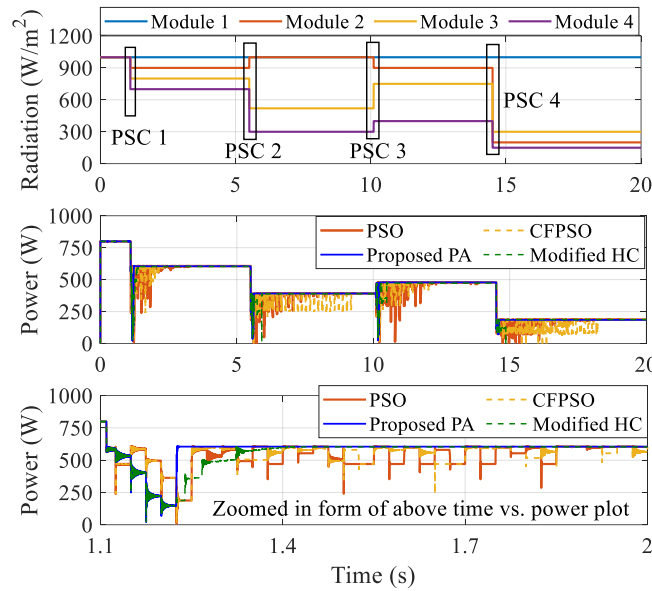 Module 1 Module 2 Module 3 Module 4
Radiation (W/m²)
1200
900
600
300
0
PSC 1
PSC 2
PSC 3
PSC 4
0 5 10 15 20
Power (W)
1000
750
500
250
0
PSO CFPSO
Proposed PA Modified HC
0 5 10 15 20
Power (W)
1000
750
500
250
0
PSO CFPSO
Proposed PA Modified HC
Zoomed in form of above time vs. power plot
1.1 1.4 1.7 2
Time (s)